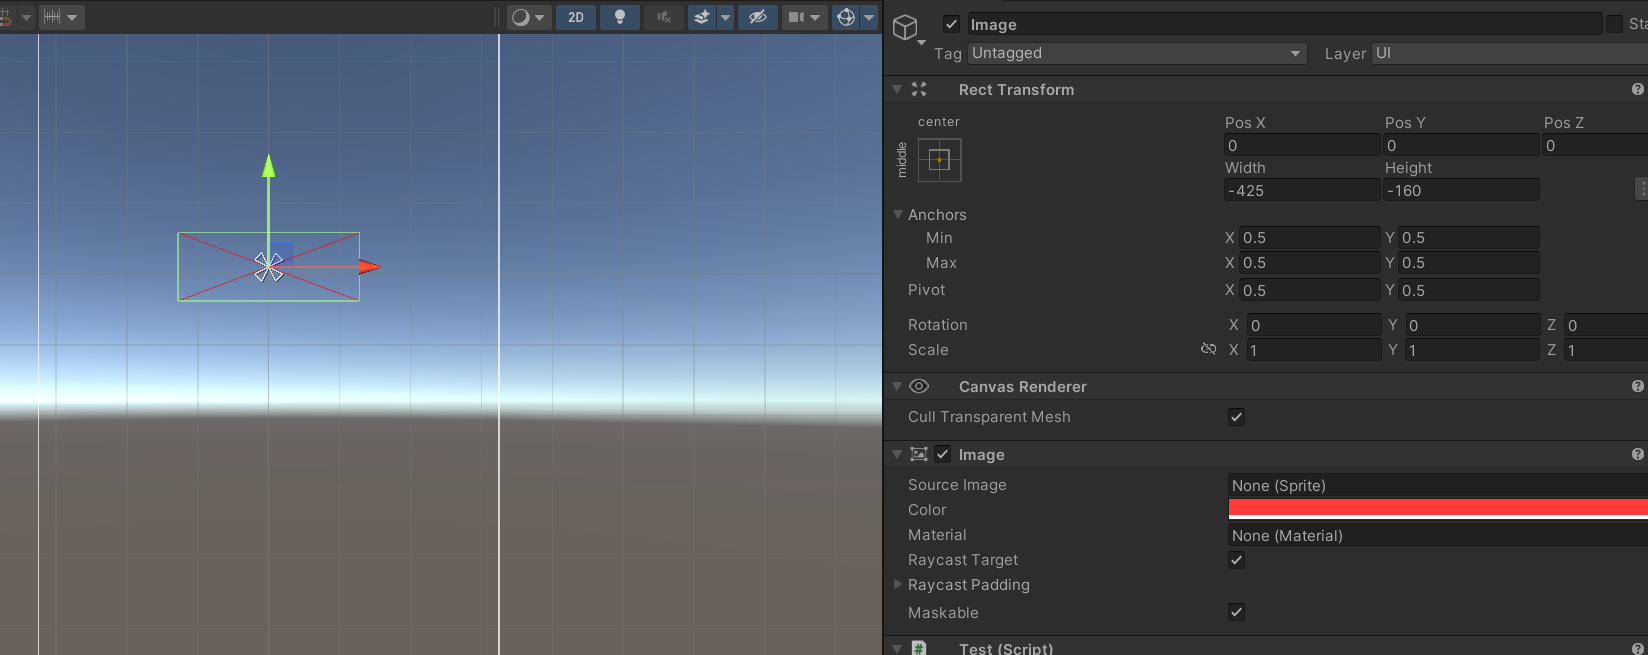 2D
Image
Sta
Tag Untagged Layer UI
Rect Transform
center
middle
Pos X Pos Y Pos Z
0 0 0
Width Height
-425 -160
Anchors
Min X 0.5 Y 0.5
Max X 0.5 Y 0.5
Pivot X 0.5 Y 0.5
Rotation X 0 Y 0 Z 0
Scale X 1 Y 1 Z 1
Canvas Renderer
Cull Transparent Mesh
Image
Source Image None (Sprite)
Color
Material None (Material)
Raycast Target
Raycast Padding
Maskable
# Test (Script)